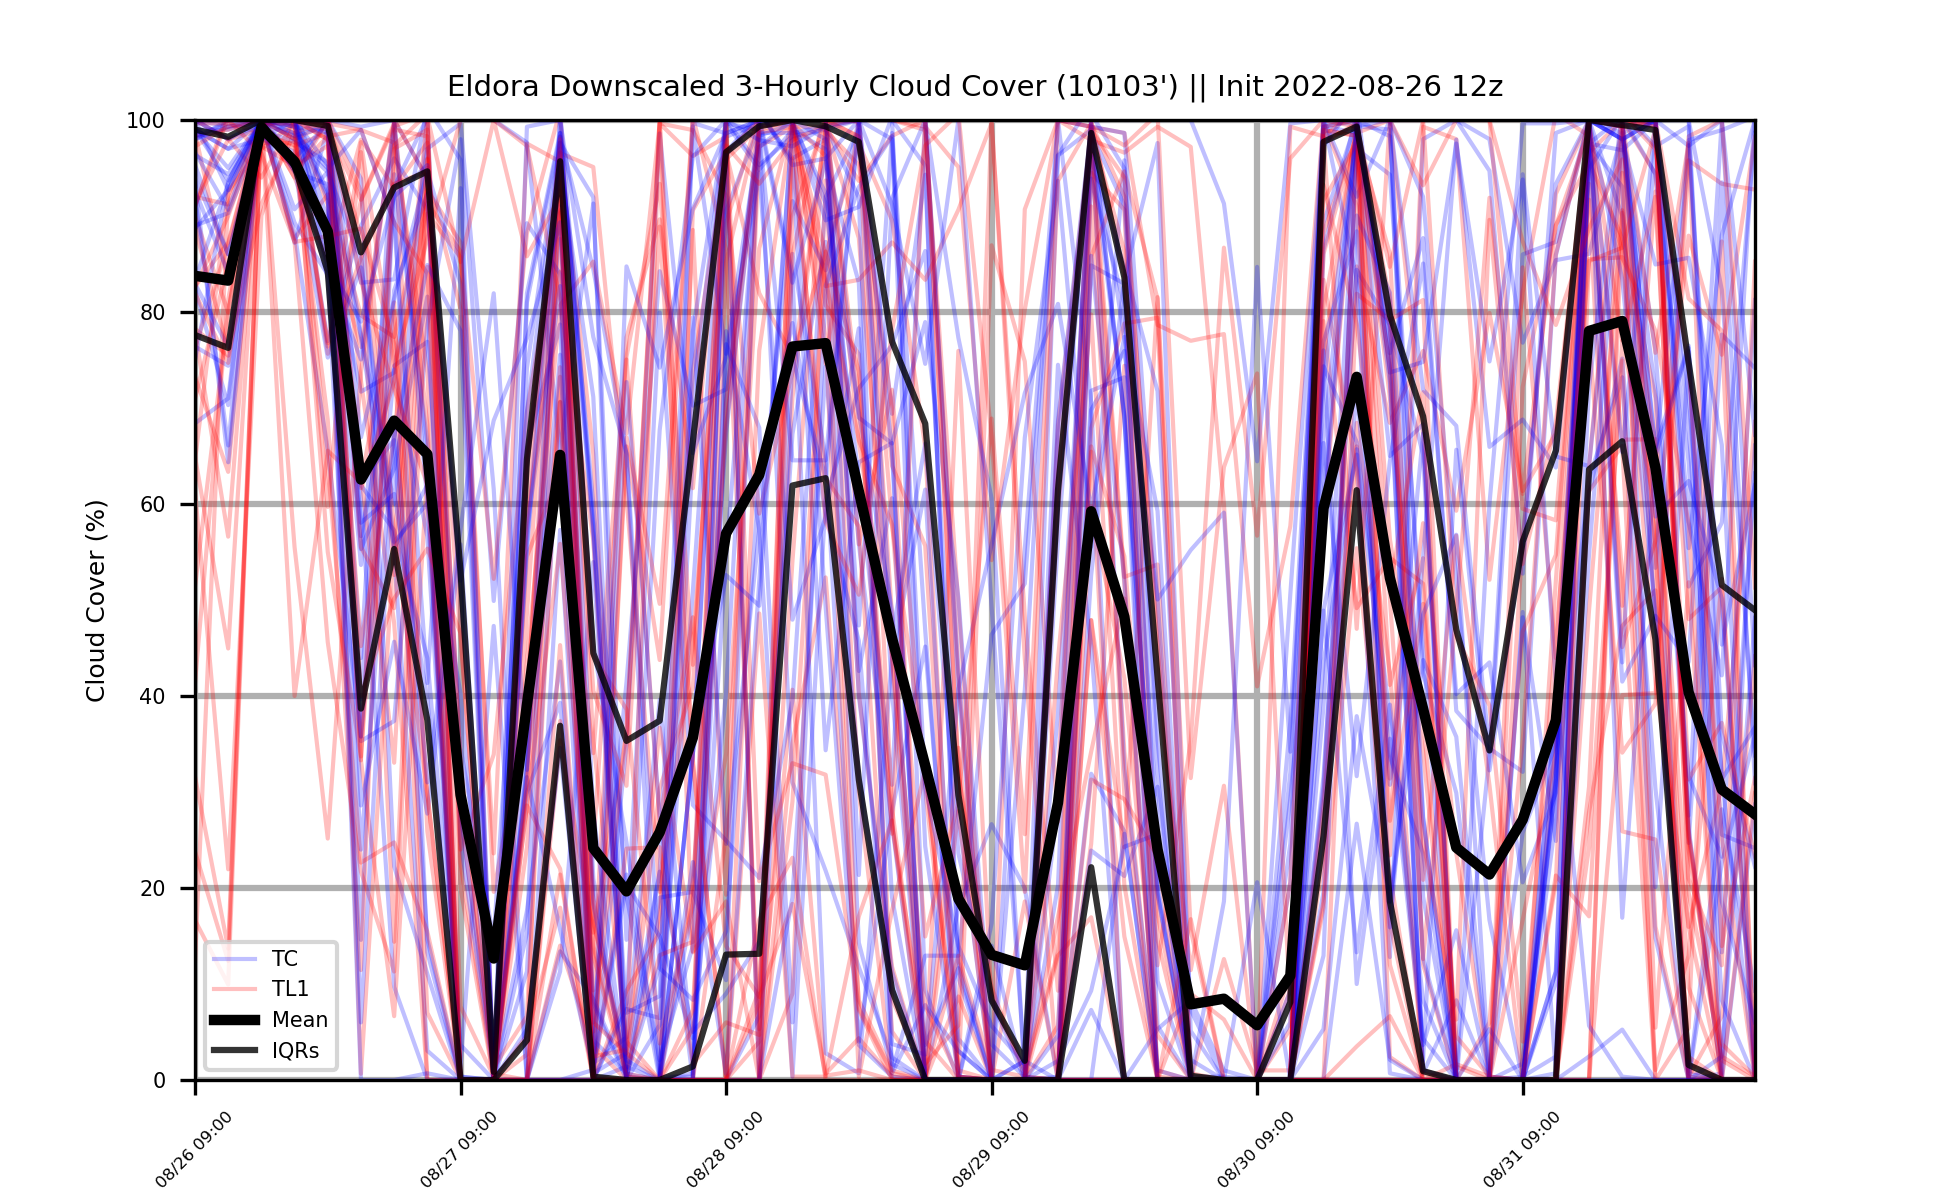 Eldora Downscaled 3-Hourly Cloud Cover (10103') || Init 2022-08-26 12z
Cloud Cover (%)
100
80
60
40
20
0
TC
TL1
Mean
IQRs
08/26 09:00
08/27 09:00
08/28 09:00
08/29 09:00
08/30 09:00
08/31 09:00